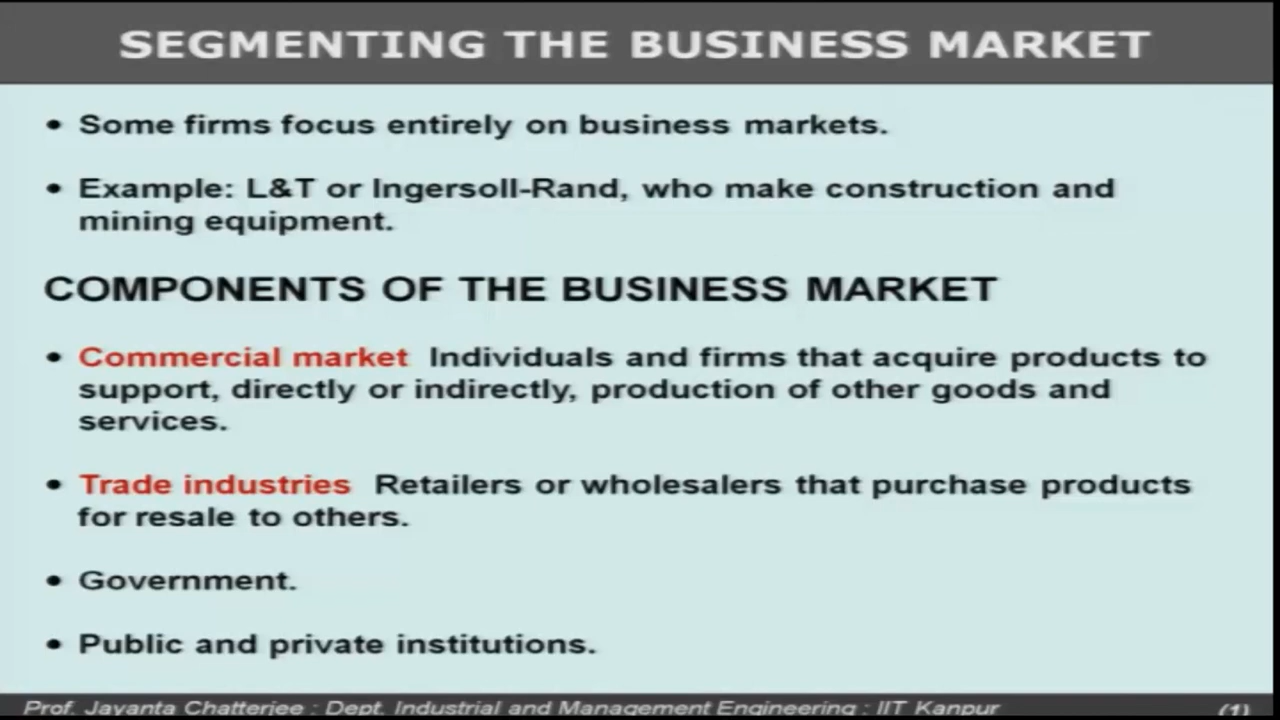 SEGMENTING THE BUSINESS MARKET
• Some firms focus entirely on business markets.
• Example: L&T or Ingersoll-Rand, who make construction and
mining equipment.
COMPONENTS OF THE BUSINESS MARKET
• Commercial market Individuals and firms that acquire products to
support, directly or indirectly, production of other goods and
services.
• Trade industries Retailers or wholesalers that purchase products
for resale to others.
• Government.
• Public and private institutions.
Prof. Jayanta Chatterjee : Dept. Industrial and Management Engineering : IIT Kanpur (1)